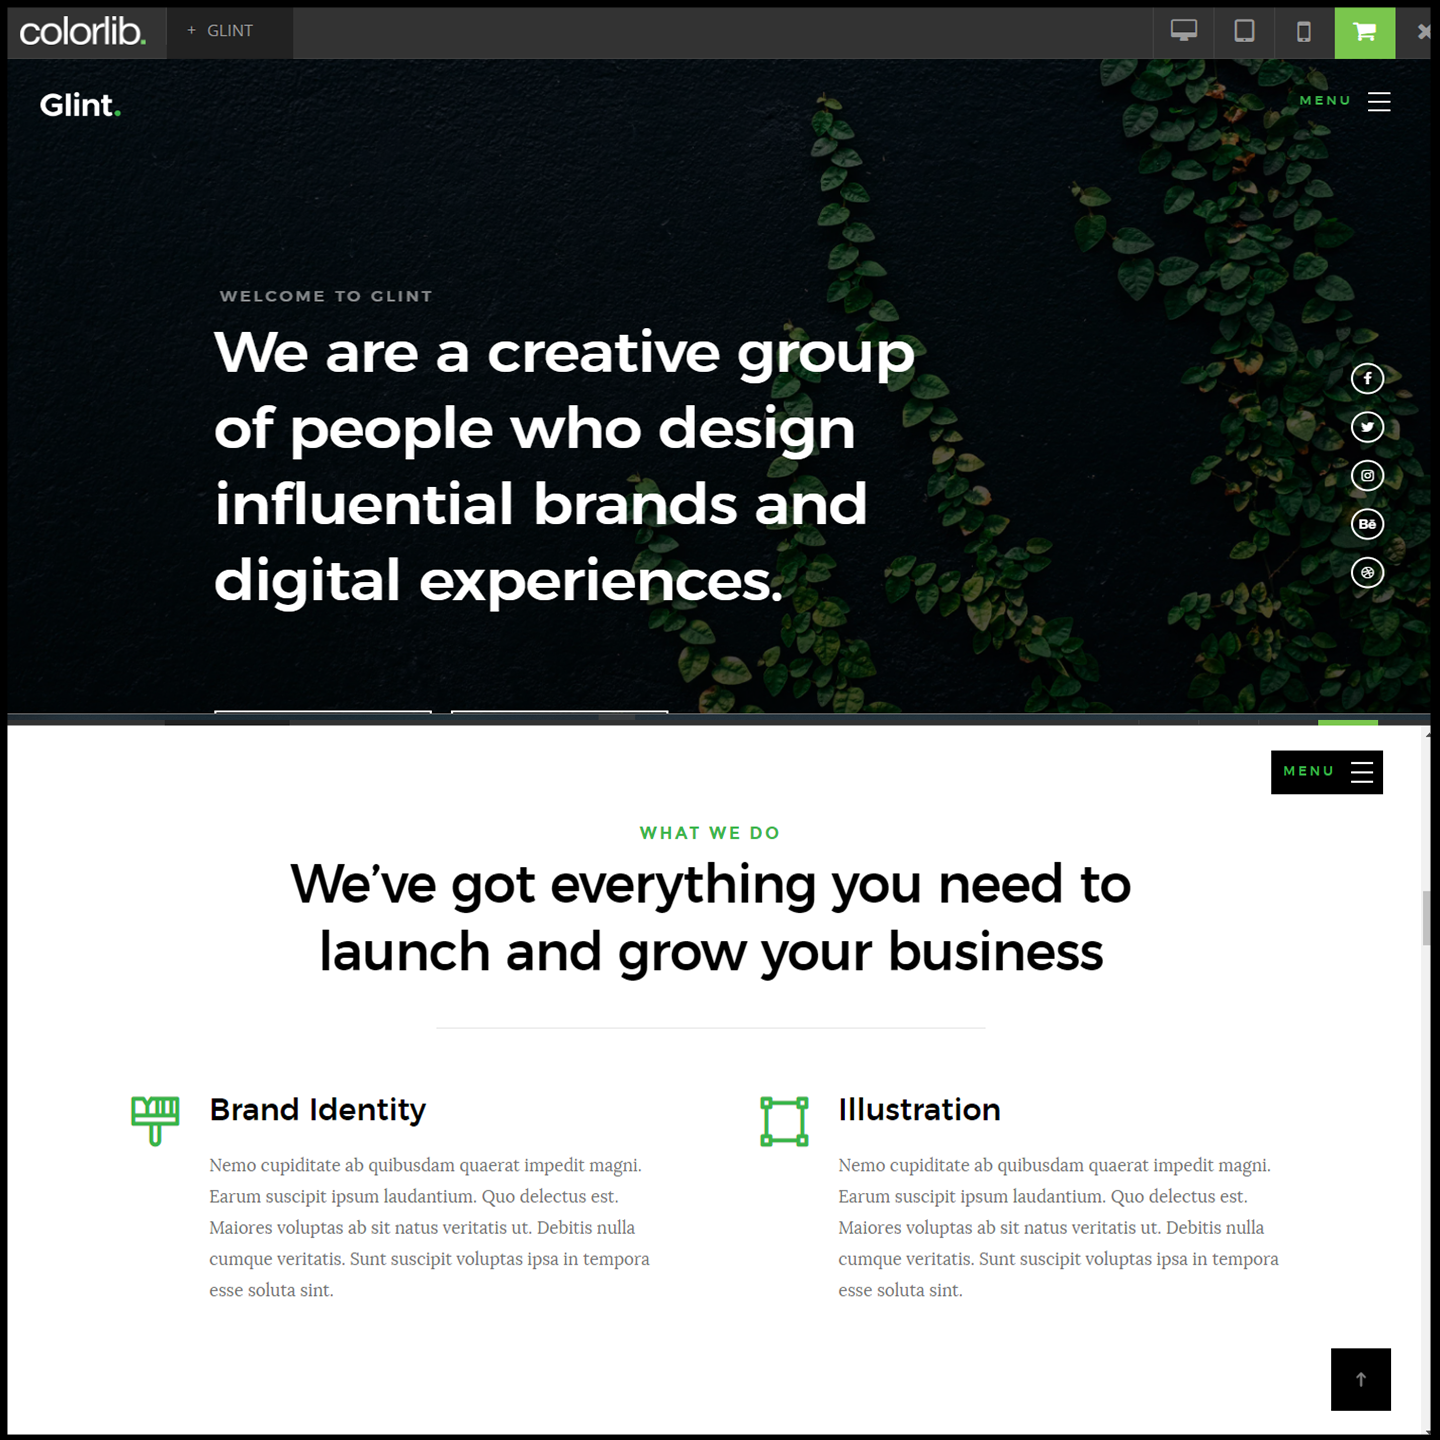 colorlib.
+ GLINT
Glint.
MENU
WELCOME TO GLINT
We are a creative group
of people who design
influential brands and
digital experiences.
Bē
MENU
WHAT WE DO
We’ve got everything you need to
launch and grow your business
Brand Identity
Nemo cupiditate ab quibusdam quaerat impedit magni.
Earum suscipit ipsum laudantium. Quo delectus est.
Maiores voluptas ab sit natus veritatis ut. Debitis nulla
cumque veritatis. Sunt suscipit voluptas ipsa in tempora
esse soluta sint.
Illustration
Nemo cupiditate ab quibusdam quaerat impedit magni.
Earum suscipit ipsum laudantium. Quo delectus est.
Maiores voluptas ab sit natus veritatis ut. Debitis nulla
cumque veritatis. Sunt suscipit voluptas ipsa in tempora
esse soluta sint.